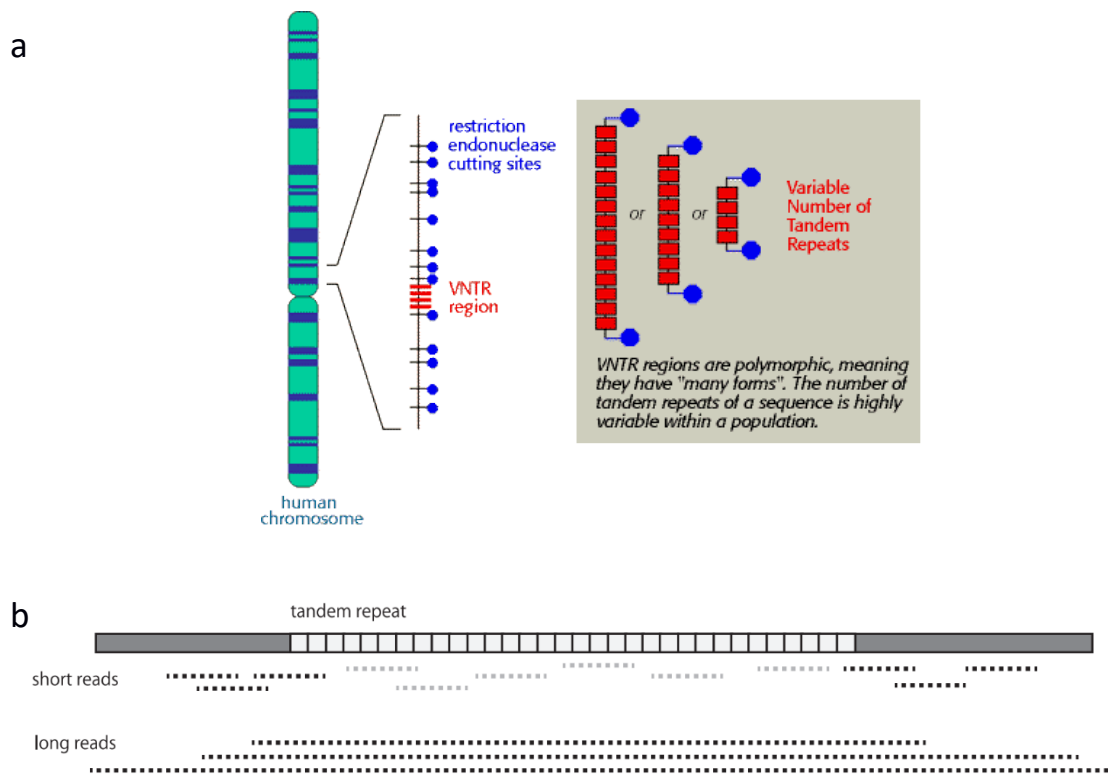 a
restriction
endonuclease
cutting sites
VNTR
region
human
chromosome
or
or
Variable
Number of
Tandem
Repeats
VNTR regions are polymorphic, meaning
they have "many forms". The number of
tandem repeats of a sequence is highly
variable within a population.
b
tandem repeat
short reads
long reads